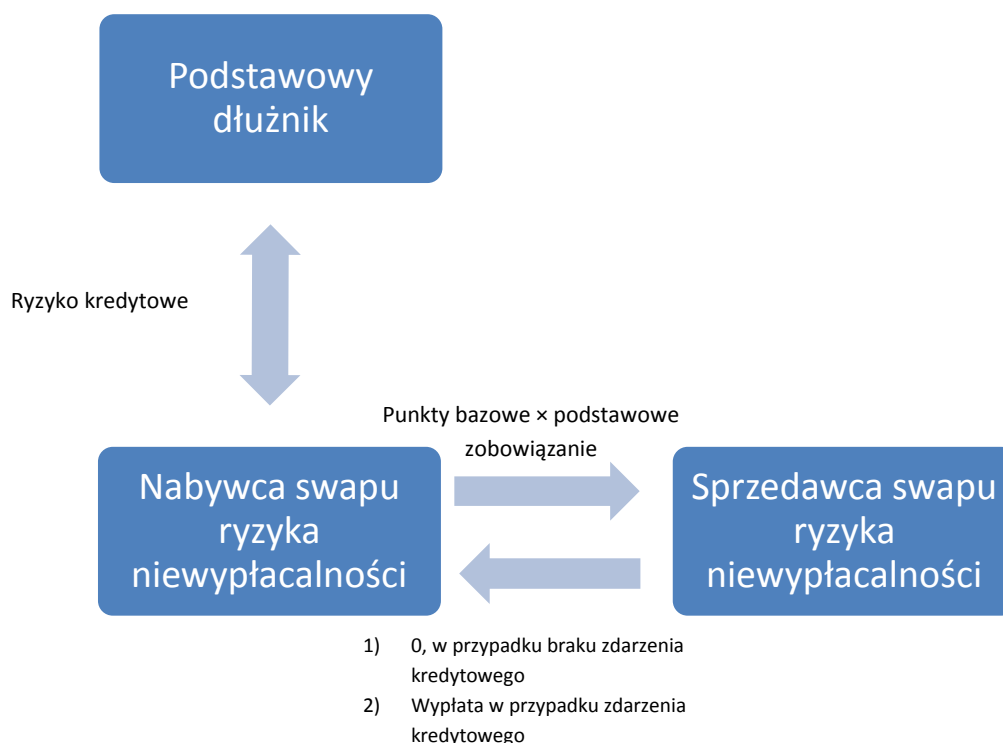 Podstawowy
dłużnik
Ryzyko kredytowe
Punkty bazowe × podstawowe
zobowiązanie
Nabywca swapu
ryzyka
niewypłacalności
Sprzedawca swapu
ryzyka
niewypłacalności
1) 0, w przypadku braku zdarzenia
kredytowego
2) Wypłata w przypadku zdarzenia
kredytowego